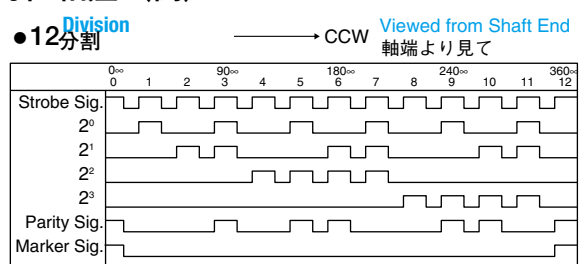 Division
●12分割
CCW
Viewed from Shaft End
軸端より見て
0∞ 90∞ 180∞ 240∞ 360∞
0 1 2 3 4 5 6 7 8 9 10 11 12
Strobe Sig.
2⁰
2¹
2²
2³
Parity Sig.
Marker Sig.